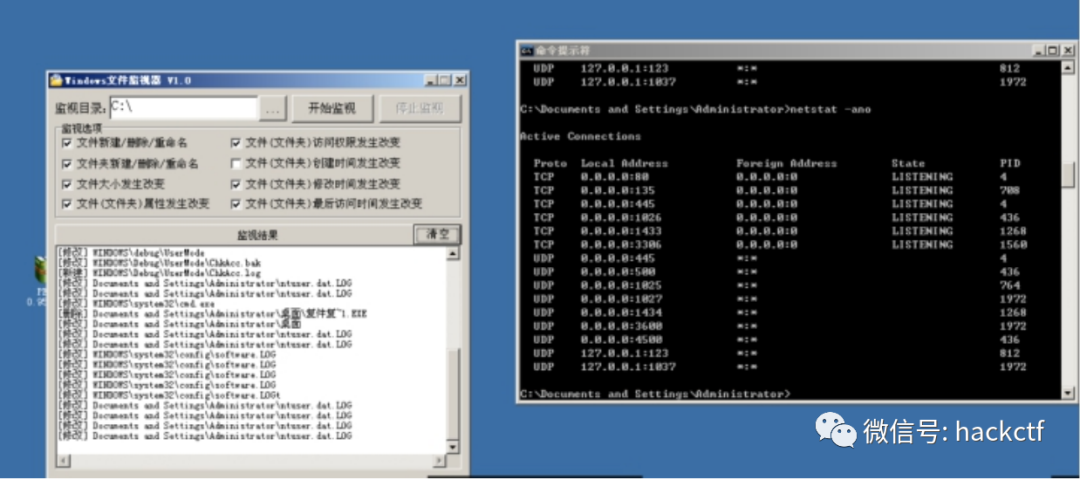 Windows文件监视器 V1.0
监视目录: C:\ ... 开始监视 停止监视
监视选项
文件新建/删除/重命名 文件(文件夹)访问权限发生改变
文件夹新建/删除/重命名 文件(文件夹)创建时间发生改变
文件大小发生改变 文件(文件夹)修改时间发生改变
文件(文件夹)属性发生改变 文件(文件夹)最后访问时间发生改变
监视结果 清空
[修改] WINDOWS\debug\UserMode
[修改] WINDOWS\Debug\UserMode\ChkAcc.bak
[新建] WINDOWS\Debug\UserMode\ChkAcc.log
[修改] Documents and Settings\Administrator\ntuser.dat.LOG
[修改] Documents and Settings\Administrator\ntuser.dat.LOG
[修改] WINDOWS\system32\cmd.exe
[删除] Documents and Settings\Administrator\桌面\复件复~1.EXE
[修改] Documents and Settings\Administrator\桌面
[修改] Documents and Settings\Administrator\ntuser.dat.LOG
[修改] Documents and Settings\Administrator\ntuser.dat.LOG
[修改] WINDOWS\system32\config\software.LOG
[修改] WINDOWS\system32\config\software.LOG
[修改] WINDOWS\system32\config\software.LOG
[修改] WINDOWS\system32\config\software.LOG
[修改] WINDOWS\system32\config\software.LOGt
[修改] Documents and Settings\Administrator\ntuser.dat.LOG
[修改] Documents and Settings\Administrator\ntuser.dat.LOG
[修改] Documents and Settings\Administrator\ntuser.dat.LOG
[修改] Documents and Settings\Administrator\ntuser.dat.LOG
命令提示符
UDP 127.0.0.1:123 *:* 812
UDP 127.0.0.1:1037 *:* 1972
C:\Documents and Settings\Administrator>netstat -ano
Active Connections
Proto Local Address Foreign Address State PID
TCP 0.0.0.0:80 0.0.0.0:0 LISTENING 4
TCP 0.0.0.0:135 0.0.0.0:0 LISTENING 708
TCP 0.0.0.0:445 0.0.0.0:0 LISTENING 4
TCP 0.0.0.0:1026 0.0.0.0:0 LISTENING 436
TCP 0.0.0.0:1433 0.0.0.0:0 LISTENING 1268
TCP 0.0.0.0:3306 0.0.0.0:0 LISTENING 1560
UDP 0.0.0.0:445 *:* 4
UDP 0.0.0.0:500 *:* 436
UDP 0.0.0.0:1025 *:* 764
UDP 0.0.0.0:1027 *:* 1972
UDP 0.0.0.0:1434 *:* 1268
UDP 0.0.0.0:3600 *:* 1972
UDP 0.0.0.0:4500 *:* 436
UDP 127.0.0.1:123 *:* 812
UDP 127.0.0.1:1037 *:* 1972
C:\Documents and Settings\Administrator>
微信号: hackctf